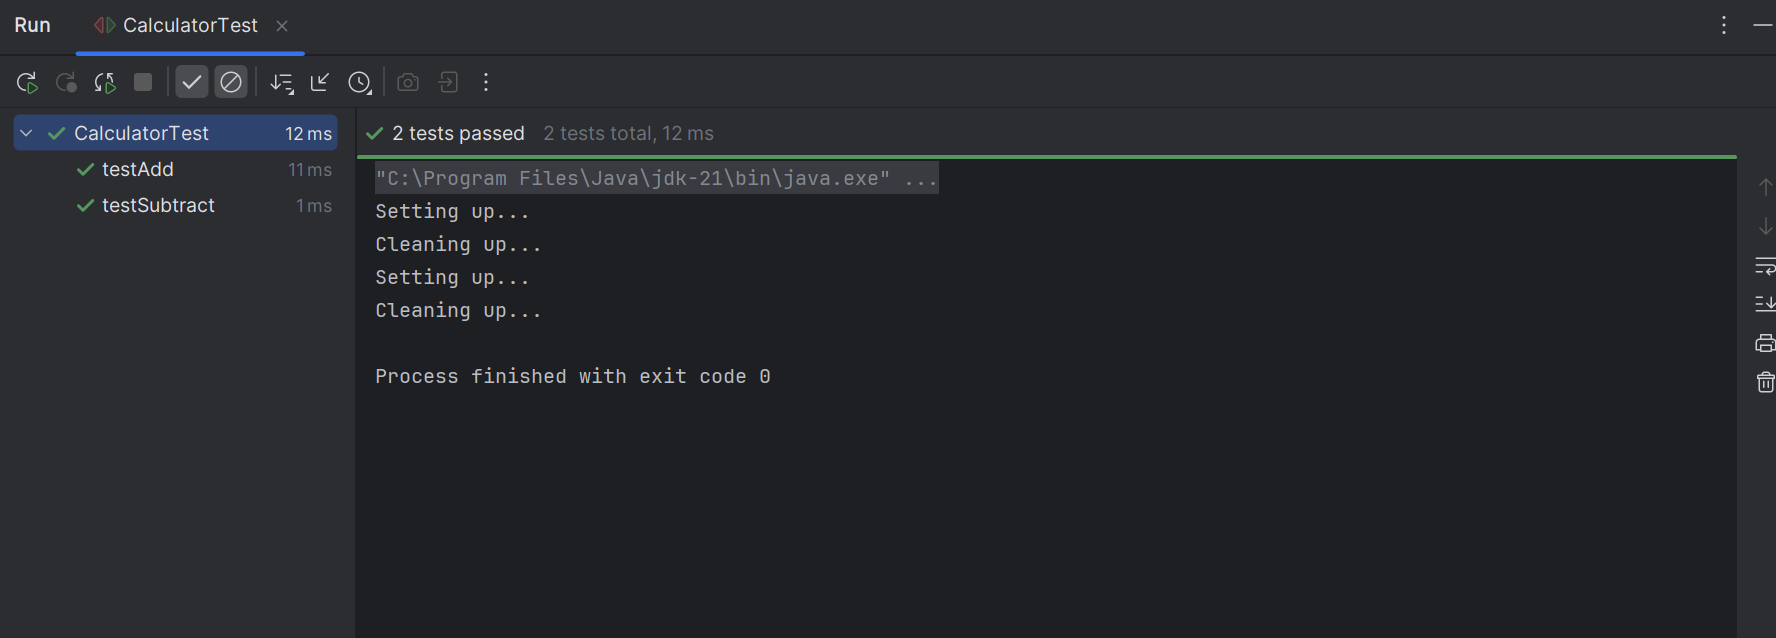 Run CalculatorTest
CalculatorTest 12 ms
testAdd 11 ms
testSubtract 1 ms
2 tests passed 2 tests total, 12 ms
"C:\Program Files\Java\jdk-21\bin\java.exe" ...
Setting up...
Cleaning up...
Setting up...
Cleaning up...
Process finished with exit code 0